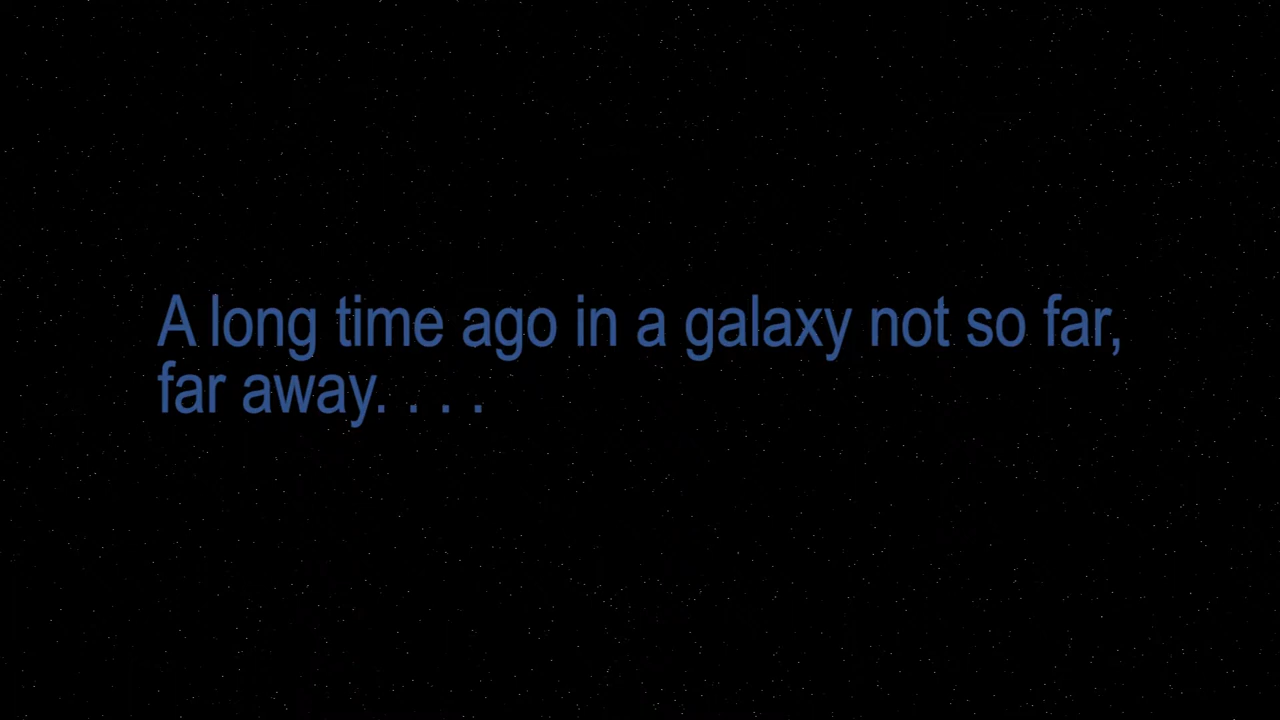 A long time ago in a galaxy not so far,
far away. . . .